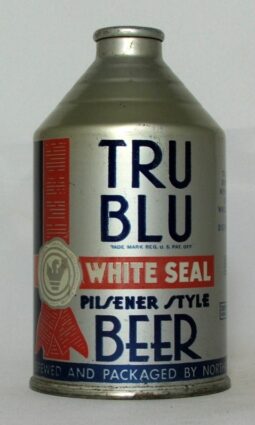 TRU
BLU
TRADE MARK REG. U.S. PAT. OFF.
WHITE SEAL
PILSENER STYLE
BEER
BREWED AND PACKAGED BY NORTH